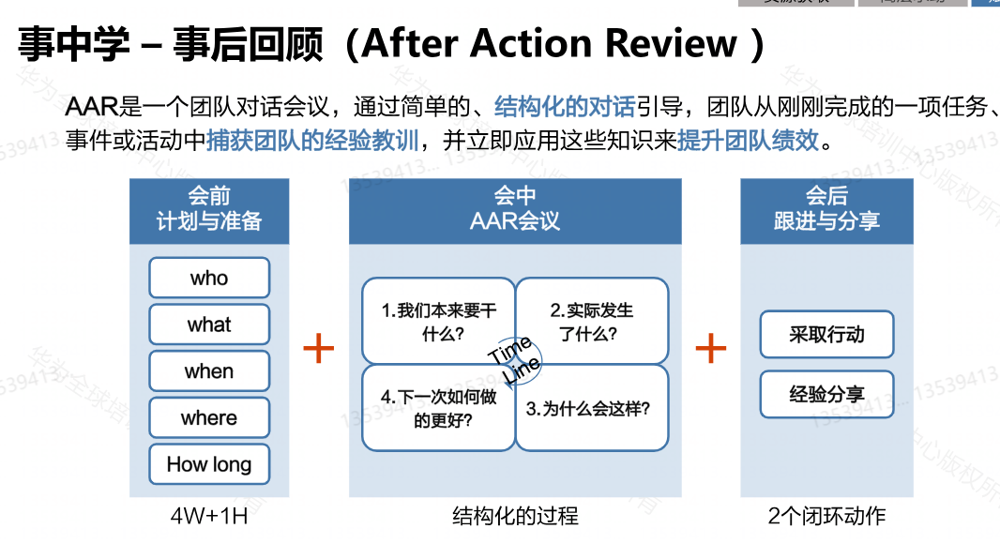 事中学 – 事后回顾（After Action Review ）
AAR是一个团队对话会议，通过简单的、结构化的对话引导，团队从刚刚完成的一项任务、
事件或活动中捕获团队的经验教训，并立即应用这些知识来提升团队绩效。
会前
计划与准备
who
what
when
where
How long
4W+1H
+
会中
AAR会议
1.我们本来要干
什么?
2.实际发生
了什么?
Time
Line
4.下一次如何做
的更好?
3.为什么会这样?
结构化的过程
+
会后
跟进与分享
采取行动
经验分享
2个闭环动作
13539413... 13539413